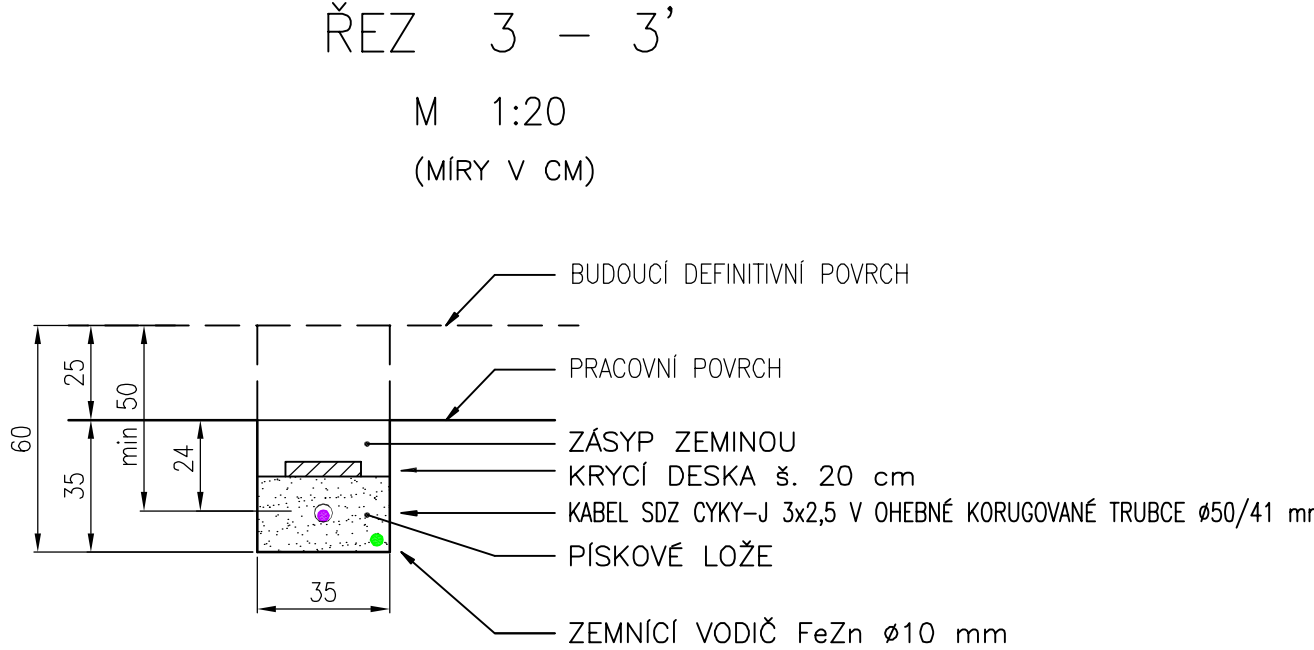 ŘEZ 3 – 3'
M 1:20
(MÍRY V CM)
BUDOUCÍ DEFINITIVNÍ POVRCH
PRACOVNÍ POVRCH
ZÁSYP ZEMINOU
KRYCÍ DESKA š. 20 cm
KABEL SDZ CYKY–J 3x2,5 V OHEBNÉ KORUGOVANÉ TRUBCE ø50/41 mm
PÍSKOVÉ LOŽE
ZEMNÍCÍ VODIČ FeZn ø10 mm
60
25
35
min 50
24
35